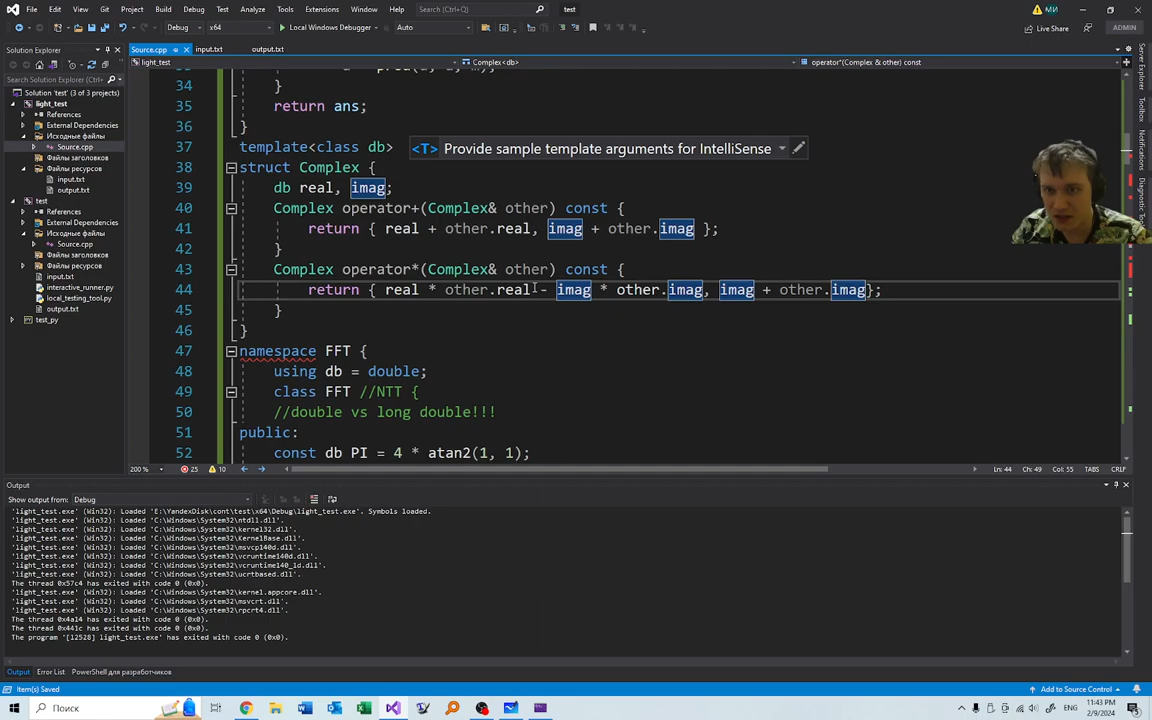 File Edit View Git Project Build Debug Test Analyze Tools Extensions Window Help Search (Ctrl+Q) test МИ
Debug x64 Local Windows Debugger Auto Live Share ADMIN
Solution Explorer
Search Solution Explorer (Ctrl+
Solution 'test' (3 of 3 projects)
light_test
References
External Dependencies
Исходные файлы
Source.cpp
Файлы заголовков
Файлы ресурсов
input.txt
output.txt
test
References
External Dependencies
Исходные файлы
Source.cpp
Файлы заголовков
Файлы ресурсов
input.txt
interactive_runner.py
local_testing_tool.py
output.txt
test_py
Source.cpp input.txt output.txt
light_test Complex<db> operator*(Complex & other) const
34 }
35 return ans;
36 }
37 template<class db> <T> Provide sample template arguments for IntelliSense
38 struct Complex {
39 db real, imag;
40 Complex operator+(Complex& other) const {
41 return { real + other.real, imag + other.imag };
42 }
43 Complex operator*(Complex& other) const {
44 return { real * other.real - imag * other.imag, imag + other.imag};
45 }
46 }
47 namespace FFT {
48 using db = double;
49 class FFT //NTT {
50 //double vs long double!!!
51 public:
52 const db PI = 4 * atan2(1, 1);
200 % 25 10 Ln: 44 Ch: 49 Col: 55 TABS CRLF
Output
Show output from: Debug
'light_test.exe' (Win32): Loaded 'E:\YandexDisk\cont\test\x64\Debug\light_test.exe'. Symbols loaded.
'light_test.exe' (Win32): Loaded 'C:\Windows\System32\ntdll.dll'.
'light_test.exe' (Win32): Loaded 'C:\Windows\System32\kernel32.dll'.
'light_test.exe' (Win32): Loaded 'C:\Windows\System32\KernelBase.dll'.
'light_test.exe' (Win32): Loaded 'C:\Windows\System32\msvcp140d.dll'.
'light_test.exe' (Win32): Loaded 'C:\Windows\System32\vcruntime140d.dll'.
'light_test.exe' (Win32): Loaded 'C:\Windows\System32\vcruntime140_1d.dll'.
'light_test.exe' (Win32): Loaded 'C:\Windows\System32\ucrtbased.dll'.
The thread 0x57c4 has exited with code 0 (0x0).
'light_test.exe' (Win32): Loaded 'C:\Windows\System32\kernel.appcore.dll'.
'light_test.exe' (Win32): Loaded 'C:\Windows\System32\msvcrt.dll'.
'light_test.exe' (Win32): Loaded 'C:\Windows\System32\rpcrt4.dll'.
The thread 0x4a14 has exited with code 0 (0x0).
The thread 0x441c has exited with code 0 (0x0).
The program '[12528] light_test.exe' has exited with code 0 (0x0).
Output Error List PowerShell для разработчиков
Item(s) Saved Add to Source Control
Server Explorer
Toolbox
Notifications
Поиск ENG 11:43 PM
2/9/2024